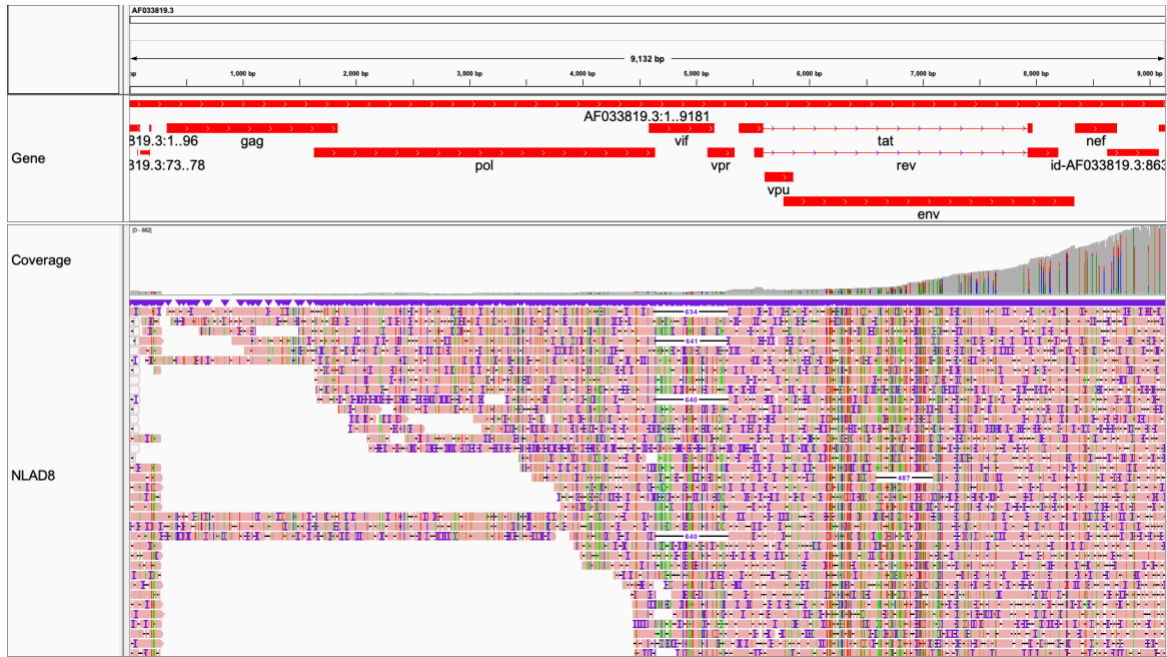 AF033819.3
9,132 bp
bp 1,000 bp 2,000 bp 3,000 bp 4,000 bp 5,000 bp 6,000 bp 7,000 bp 8,000 bp 9,000 bp
Gene
AF033819.3:1..9181
819.3:1..96 gag vif tat nef
819.3:73..78 pol vpr rev id-AF033819.3:863
vpu
env
Coverage
[0 - 682]
634
641
640
NLAD8
487
640